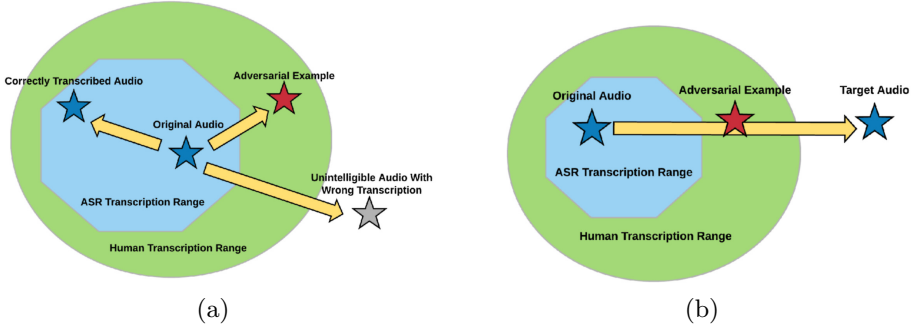 Correctly Transcribed Audio
Adversarial Example
Original Audio
Unintelligible Audio With
Wrong Transcription
ASR Transcription Range
Human Transcription Range
(a)
Original Audio
Adversarial Example
Target Audio
ASR Transcription Range
Human Transcription Range
(b)